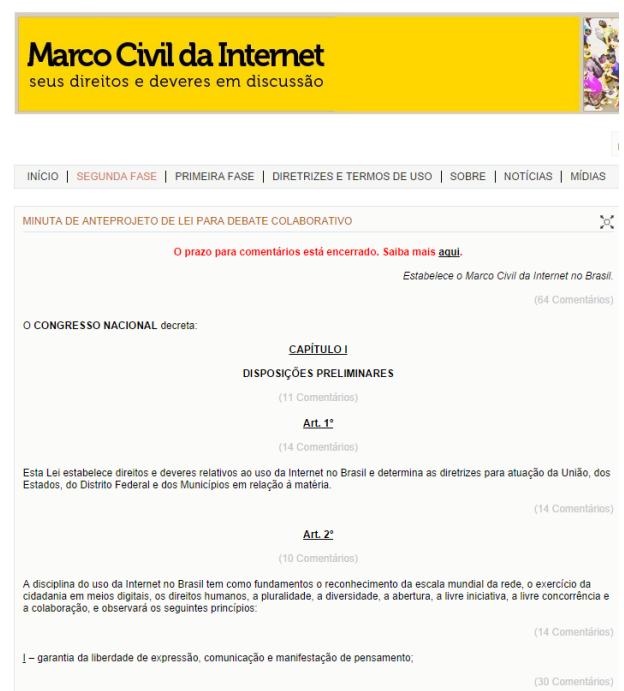 Marco Civil da Internet
seus direitos e deveres em discussão
INÍCIO | SEGUNDA FASE | PRIMEIRA FASE | DIRETRIZES E TERMOS DE USO | SOBRE | NOTÍCIAS | MÍDIAS
MINUTA DE ANTEPROJETO DE LEI PARA DEBATE COLABORATIVO
O prazo para comentários está encerrado. Saiba mais aqui.
Estabelece o Marco Civil da Internet no Brasil.
(64 Comentários)
O CONGRESSO NACIONAL decreta:
CAPÍTULO I
DISPOSIÇÕES PRELIMINARES
(11 Comentários)
Art. 1°
(14 Comentários)
Esta Lei estabelece direitos e deveres relativos ao uso da Internet no Brasil e determina as diretrizes para atuação da União, dos
Estados, do Distrito Federal e dos Municípios em relação à matéria.
(14 Comentários)
Art. 2°
(10 Comentários)
A disciplina do uso da Internet no Brasil tem como fundamentos o reconhecimento da escala mundial da rede, o exercício da
cidadania em meios digitais, os direitos humanos, a pluralidade, a diversidade, a abertura, a livre iniciativa, a livre concorrência e
a colaboração, e observará os seguintes princípios:
(14 Comentários)
I – garantia da liberdade de expressão, comunicação e manifestação de pensamento;
(30 Comentários)